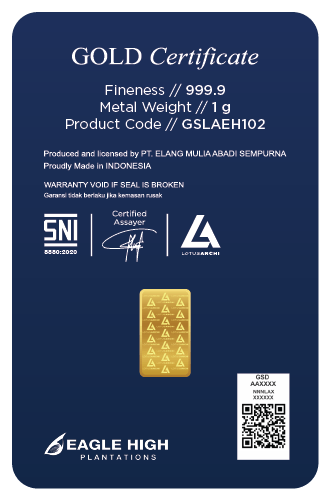 GOLD Certificate
Fineness // 999.9
Metal Weight // 1 g
Product Code // GSLAEH102
Produced and licensed by PT. ELANG MULIA ABADI SEMPURNA
Proudly Made in INDONESIA
WARRANTY VOID IF SEAL IS BROKEN
Garansi tidak berlaku jika kemasan rusak
SNI
8880:2020
Certified
Assayer
LOTUSARCHI
GSD
AAXXXX
NNNLAX
XXXXXX
EAGLE HIGH
PLANTATIONS